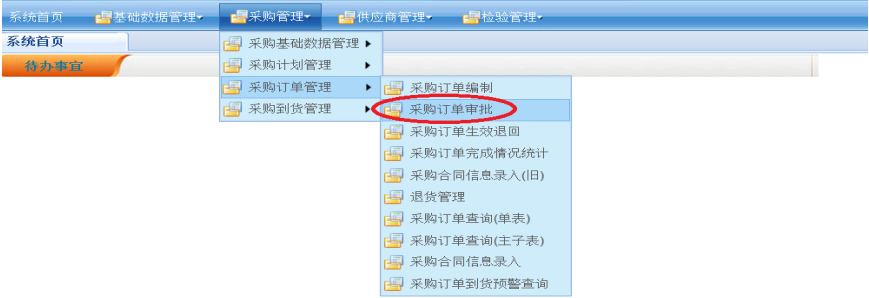 系统首页 基础数据管理 采购管理 供应商管理 检验管理
系统首页
待办事宜
采购基础数据管理
采购计划管理
采购订单管理
采购到货管理
采购订单编制
采购订单审批
采购订单生效退回
采购订单完成情况统计
采购合同信息录入(旧)
退货管理
采购订单查询(单表)
采购订单查询(主子表)
采购合同信息录入
采购订单到货预警查询